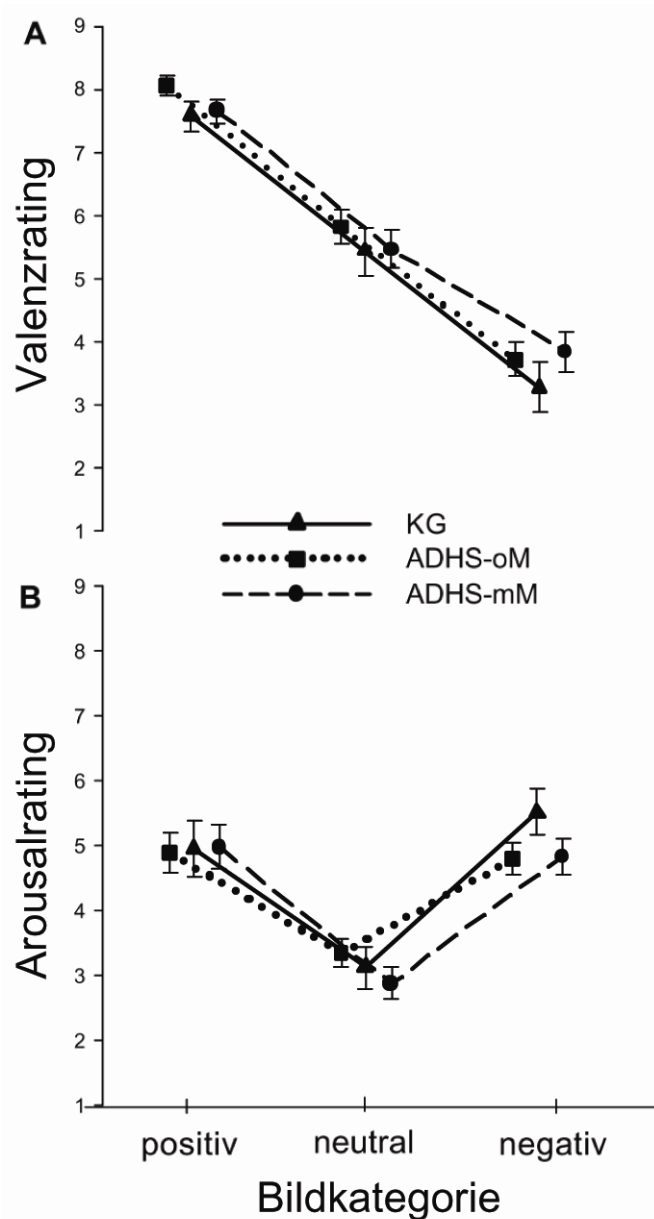 A
9
8
7
6
5
4
3
2
1
Valenzrating
KG
ADHS-oM
ADHS-mM
B
9
8
7
6
5
4
3
2
1
Arousalrating
positiv neutral negativ
Bildkategorie